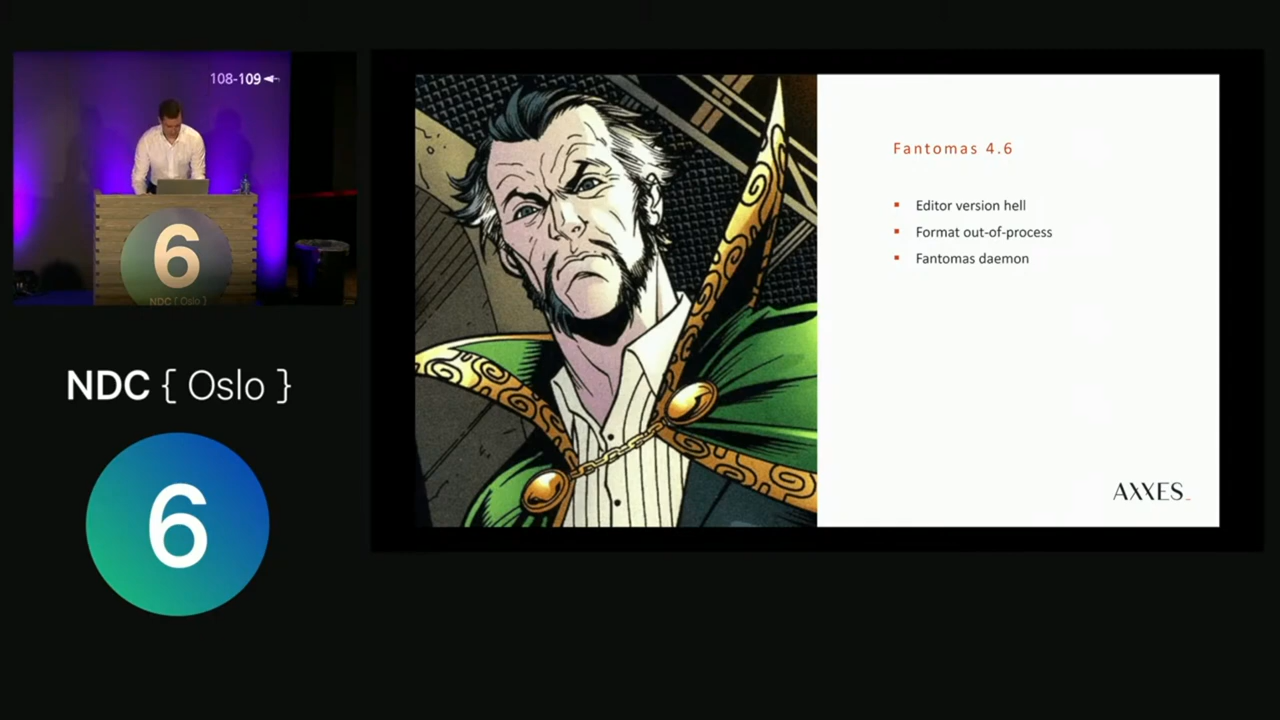 108-109
6
NDC { Oslo }
NDC { Oslo }
6
Fantomas 4.6
Editor version hell
Format out-of-process
Fantomas daemon
AXXES_